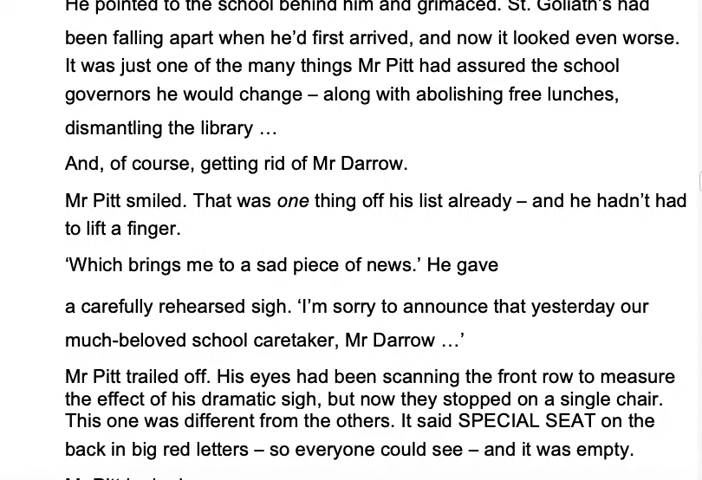 He pointed to the school behind him and grimaced. St. Goliath's had
been falling apart when he'd first arrived, and now it looked even worse.
It was just one of the many things Mr Pitt had assured the school
governors he would change – along with abolishing free lunches,
dismantling the library …
And, of course, getting rid of Mr Darrow.
Mr Pitt smiled. That was one thing off his list already – and he hadn't had
to lift a finger.
'Which brings me to a sad piece of news.' He gave
a carefully rehearsed sigh. 'I'm sorry to announce that yesterday our
much-beloved school caretaker, Mr Darrow …'
Mr Pitt trailed off. His eyes had been scanning the front row to measure
the effect of his dramatic sigh, but now they stopped on a single chair.
This one was different from the others. It said SPECIAL SEAT on the
back in big red letters – so everyone could see – and it was empty.